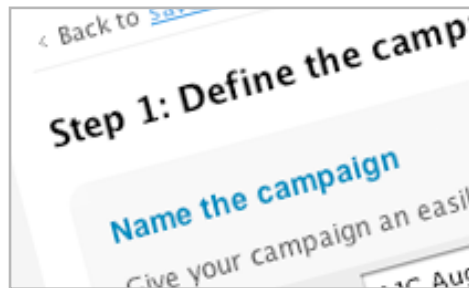 < Back to
Step 1: Define the camp
Name the campaign
Give your campaign an easil